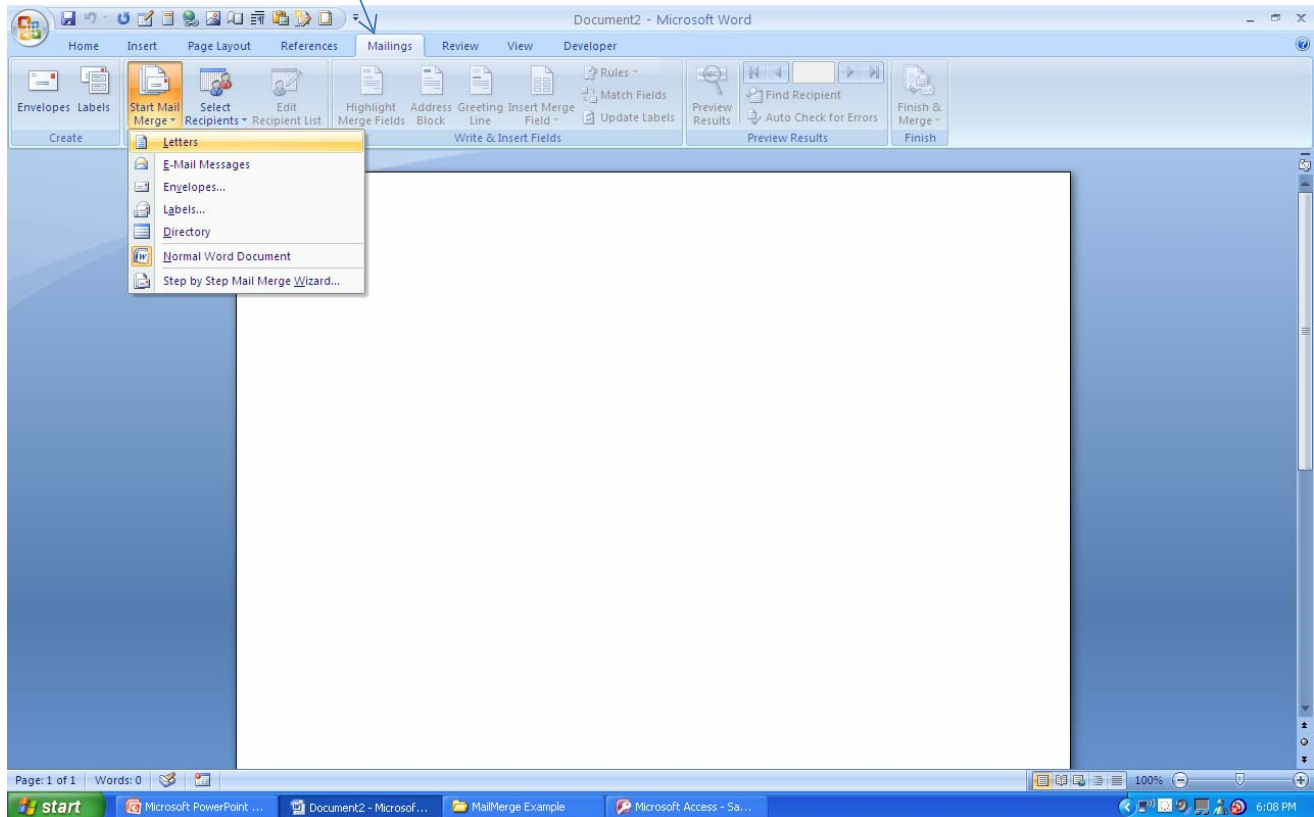 Document2 - Microsoft Word
Home Insert Page Layout References Mailings Review View Developer
Envelopes Labels Start Mail Merge Select Recipients Edit Recipient List Highlight Merge Fields Address Block Greeting Line Insert Merge Field Rules Match Fields Update Labels Preview Results Find Recipient Auto Check for Errors Finish & Merge
Create Write & Insert Fields Preview Results Finish
Letters
E-Mail Messages
Envelopes...
Labels...
Directory
Normal Word Document
Step by Step Mail Merge Wizard...
Page: 1 of 1 Words: 0 100%
start Microsoft PowerPoint ... Document2 - Microsof... MailMerge Example Microsoft Access - Sa... 6:08 PM